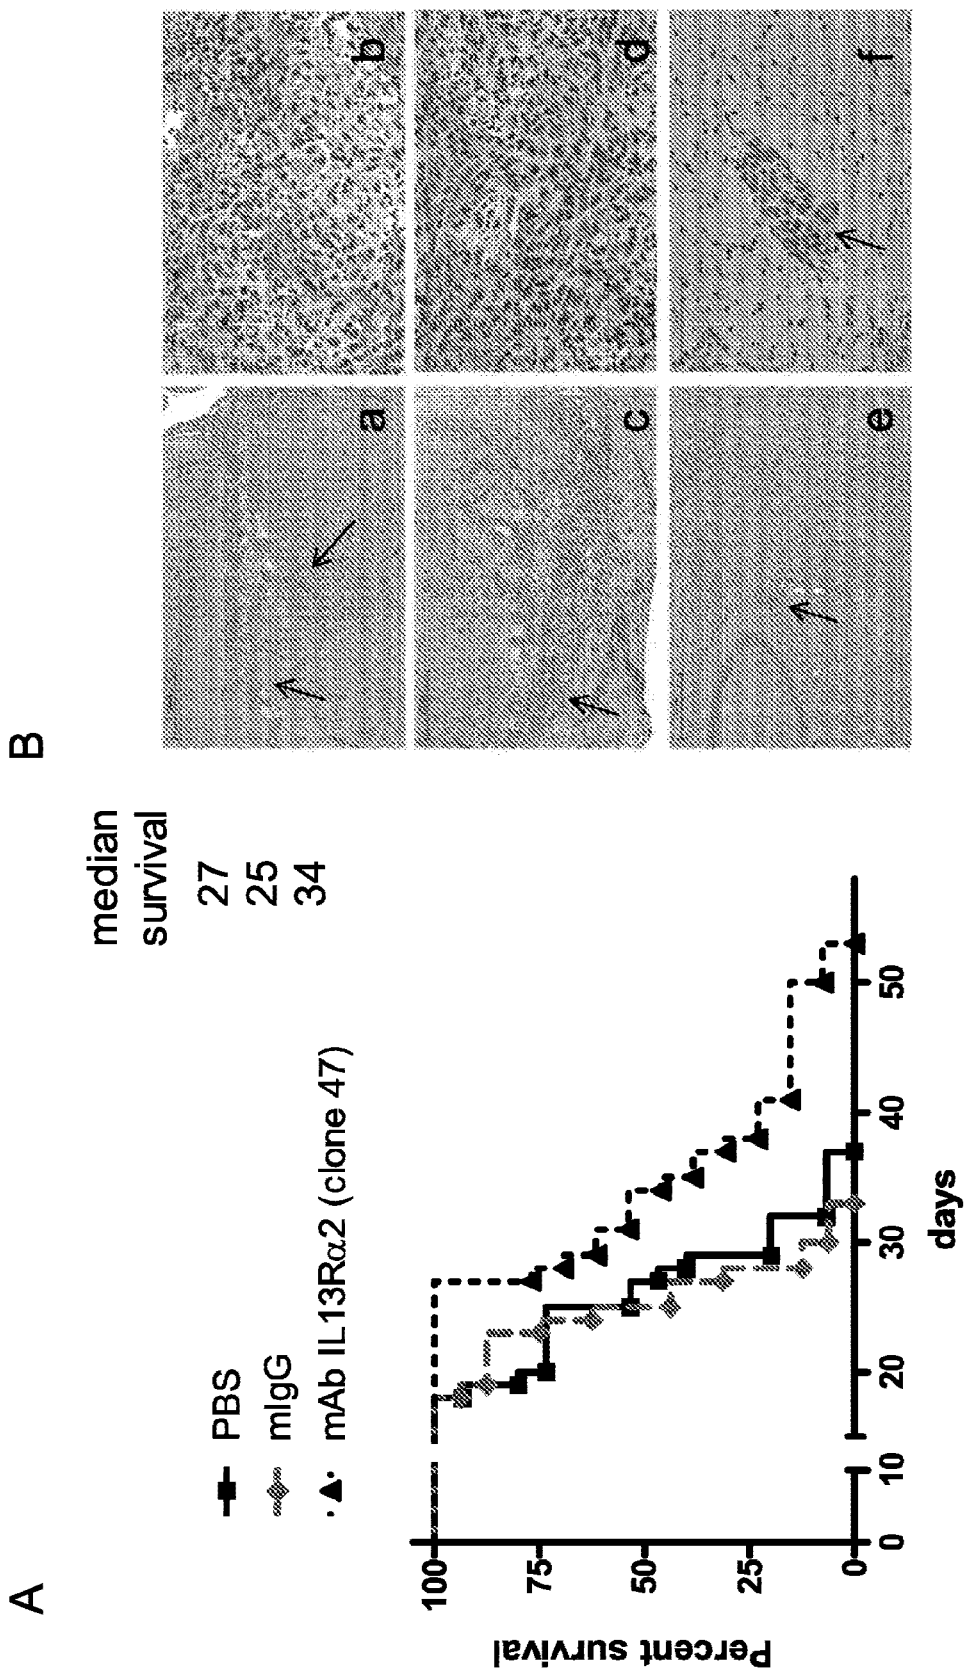 A
median
survival
PBS 27
mIgG 25
mAb IL13Rα2 (clone 47) 34
Percent survival
100
75
50
25
0
0 10 20 30 40 50
days
B
a b
c d
e f